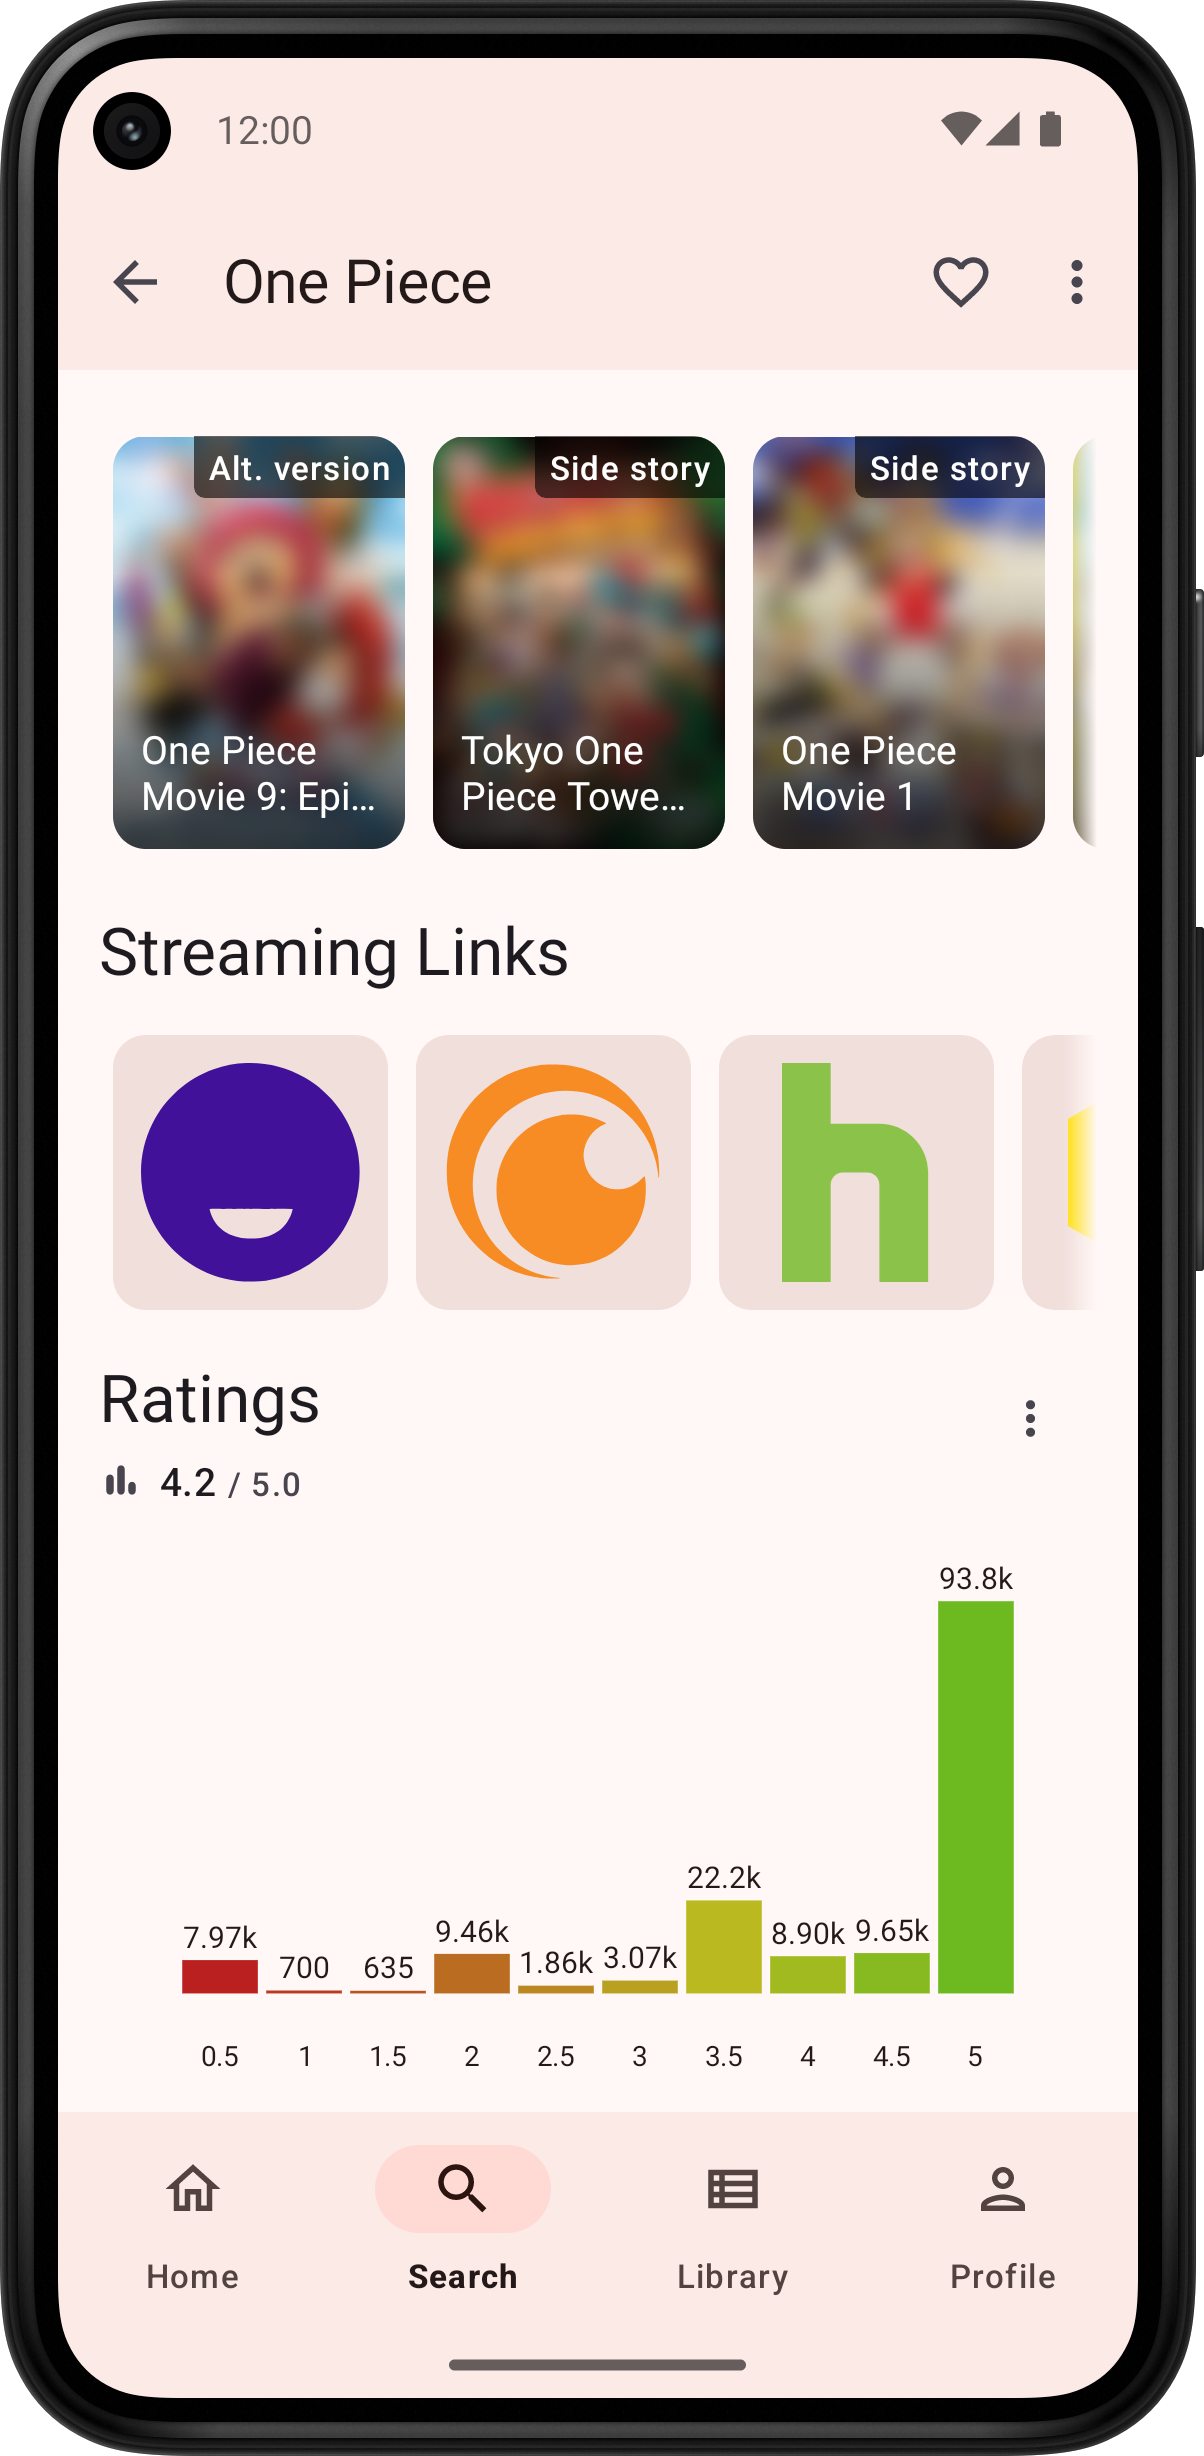 12:00
One Piece
Alt. version
Side story
Side story
One Piece
Movie 9: Epi...
Tokyo One
Piece Towe...
One Piece
Movie 1
Streaming Links
h
Ratings
4.2 / 5.0
93.8k
22.2k
7.97k
700
635
9.46k
1.86k
3.07k
8.90k
9.65k
0.5
1
1.5
2
2.5
3
3.5
4
4.5
5
Home
Search
Library
Profile